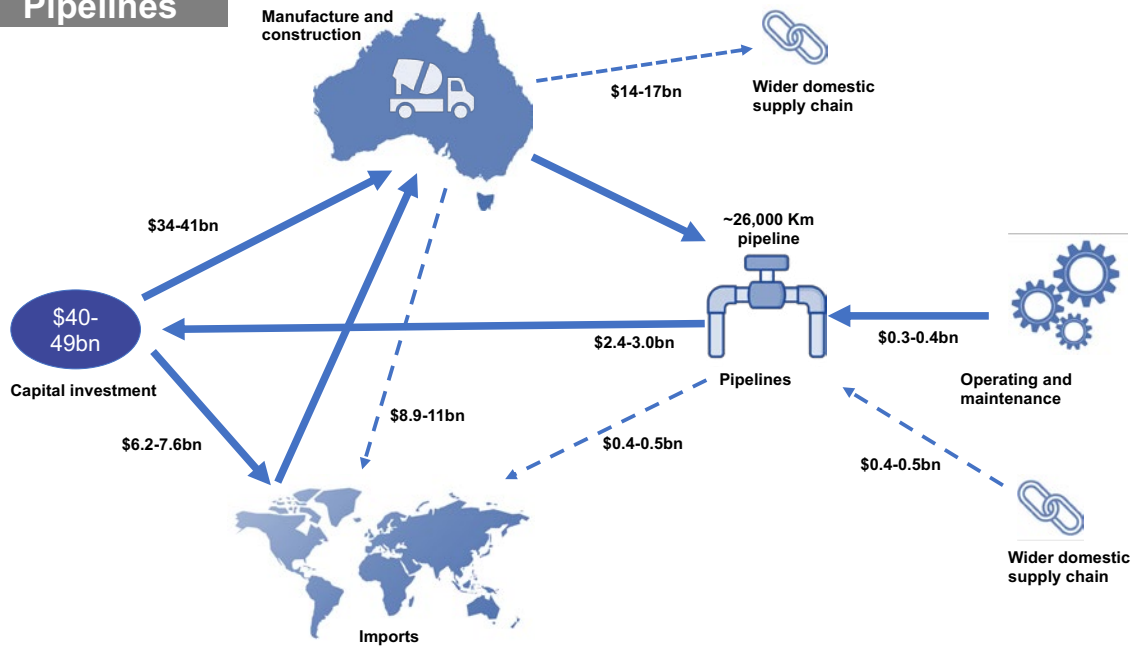 Pipelines
Manufacture and
construction
$14-17bn
Wider domestic
supply chain
$34-41bn
~26,000 Km
pipeline
$40-
49bn
$2.4-3.0bn
$0.3-0.4bn
Capital investment
Pipelines
Operating and
maintenance
$6.2-7.6bn
$8.9-11bn
$0.4-0.5bn
$0.4-0.5bn
Wider domestic
supply chain
Imports